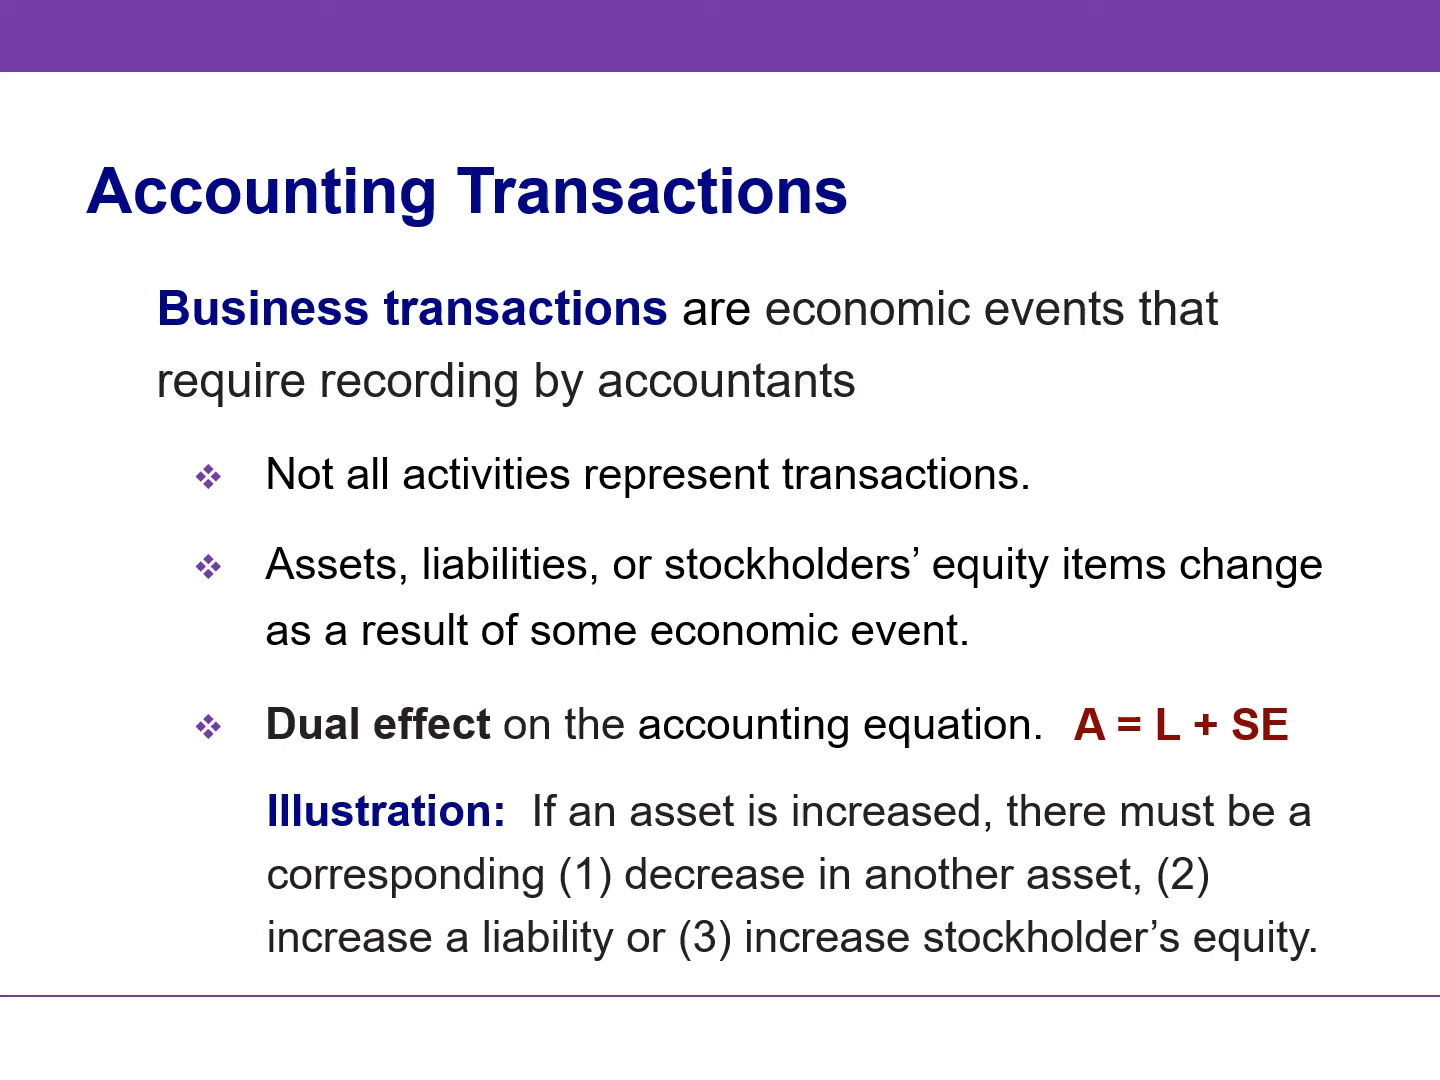 Accounting Transactions
Business transactions are economic events that
require recording by accountants
❖ Not all activities represent transactions.
❖ Assets, liabilities, or stockholders’ equity items change
as a result of some economic event.
❖ Dual effect on the accounting equation. A = L + SE
Illustration: If an asset is increased, there must be a
corresponding (1) decrease in another asset, (2)
increase a liability or (3) increase stockholder’s equity.